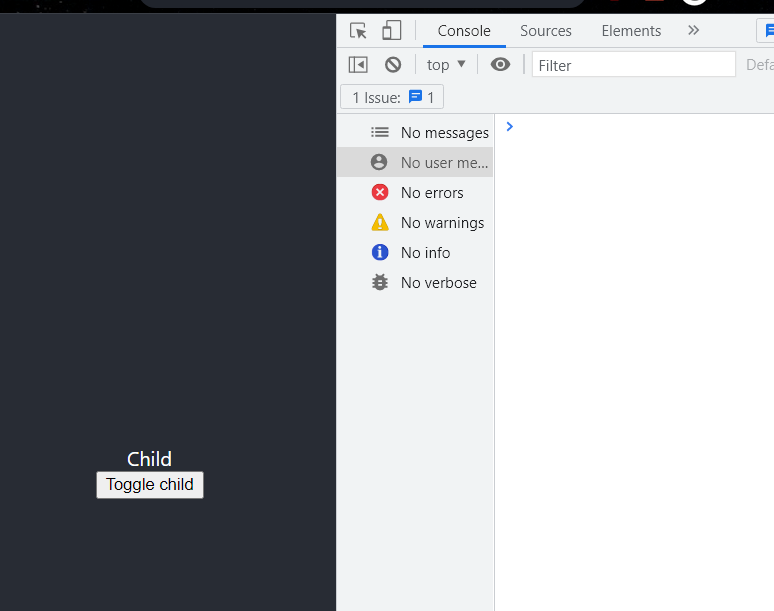 Console Sources Elements
top Filter Defa
1 Issue: 1
No messages
No user me...
No errors
No warnings
No info
No verbose
Child
Toggle child